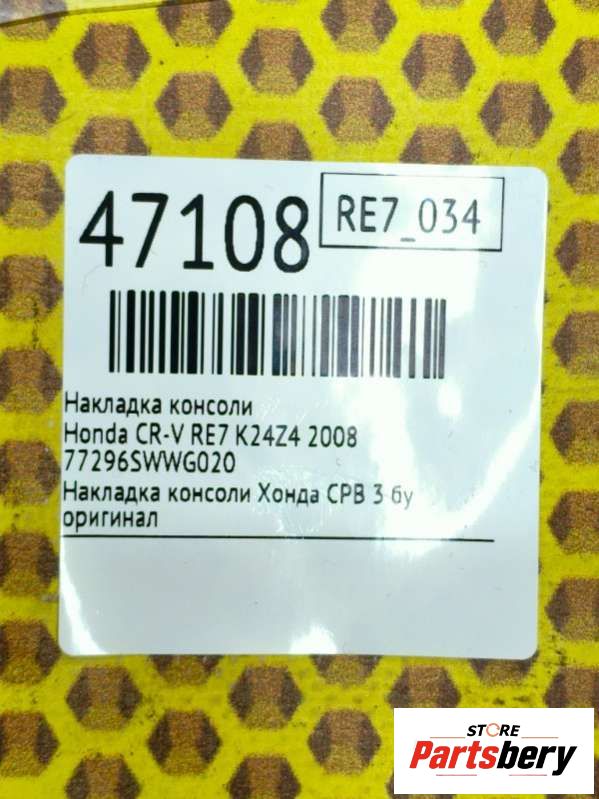 47108
RE7_034
Накладка консоли
Honda CR-V RE7 K24Z4 2008
77296SWWG020
Накладка консоли Хонда СРВ 3 бу
оригинал
STORE
Partsbery